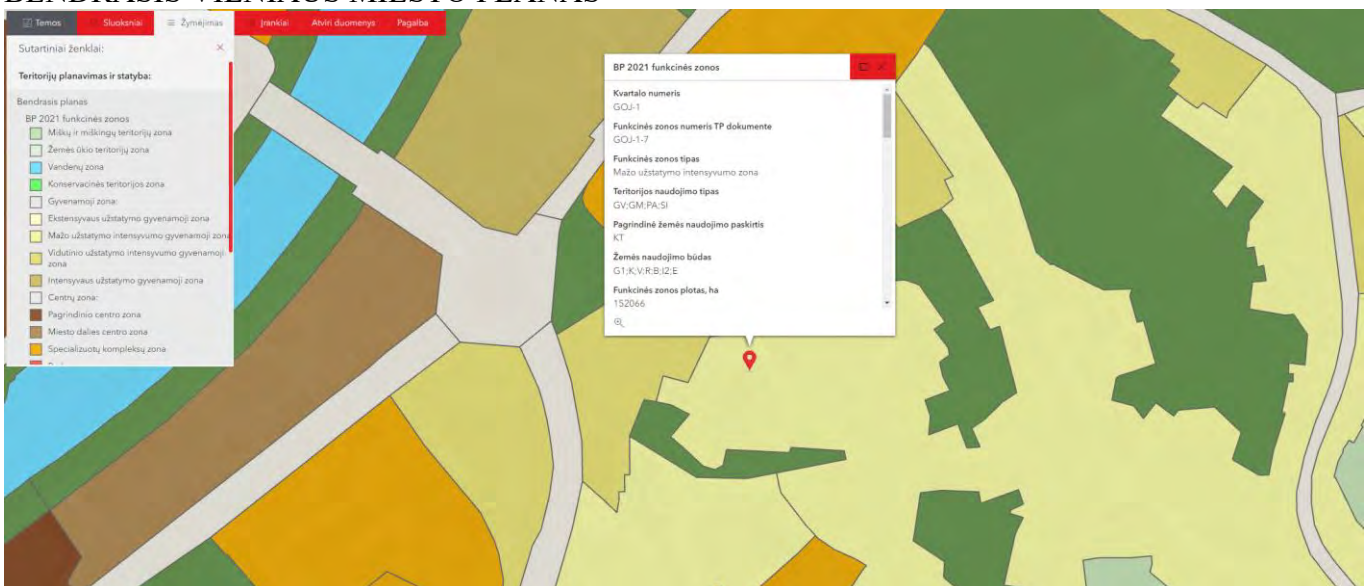 BENDRASIS VILNIAUS MIESTO PLANAS
Temos Sluoksniai Žymėjimas Įrankiai Atviri duomenys Pagalba
Sutartiniai ženklai:
Teritorijų planavimas ir statyba:
Bendrasis planas
BP 2021 funkcinės zonos
Miškų ir miškingų teritorijų zona
Žemės ūkio teritorijų zona
Vandenų zona
Konservacinės teritorijos zona
Gyvenamoji zona:
Ekstensyvaus užstatymo gyvenamoji zona
Mažo užstatymo intensyvumo gyvenamoji zona
Vidutinio užstatymo intensyvumo gyvenamoji
zona
Intensyvaus užstatymo gyvenamoji zona
Centrų zona:
Pagrindinio centro zona
Miesto dalies centro zona
Specializuotų kompleksų zona
BP 2021 funkcinės zonos
Kvartalo numeris
GOJ-1
Funkcinės zonos numeris TP dokumente
GOJ-1-7
Funkcinės zonos tipas
Mažo užstatymo intensyvumo zona
Teritorijos naudojimo tipas
GV;GM;PA;SI
Pagrindinė žemės naudojimo paskirtis
KT
Žemės naudojimo būdas
G1;K;V;R;B;I2;E
Funkcinės zonos plotas, ha
152066